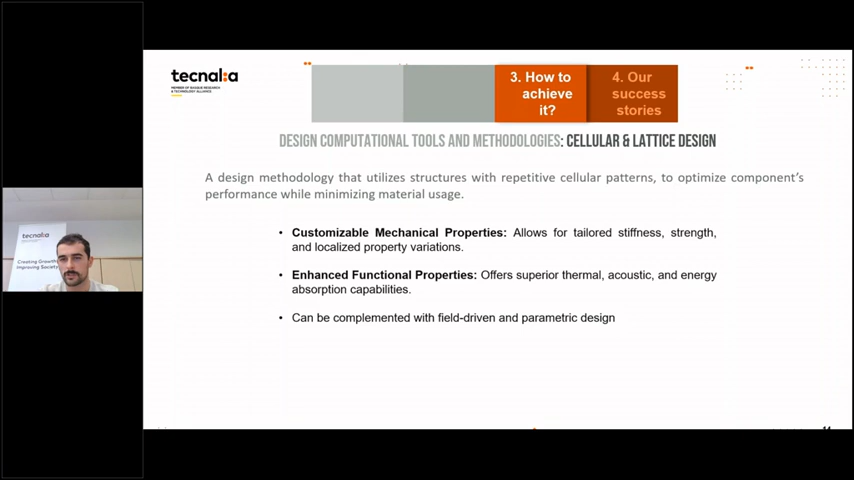 tecnal:a
MEMBER OF BASQUE RESEARCH
& TECHNOLOGY ALLIANCE
3. How to
achieve
it?
4. Our
success
stories
DESIGN COMPUTATIONAL TOOLS AND METHODOLOGIES: CELLULAR & LATTICE DESIGN
A design methodology that utilizes structures with repetitive cellular patterns, to optimize component's
performance while minimizing material usage.
• Customizable Mechanical Properties: Allows for tailored stiffness, strength,
and localized property variations.
• Enhanced Functional Properties: Offers superior thermal, acoustic, and energy
absorption capabilities.
• Can be complemented with field-driven and parametric design
tecnal:a
Creating Growth
Improving Society